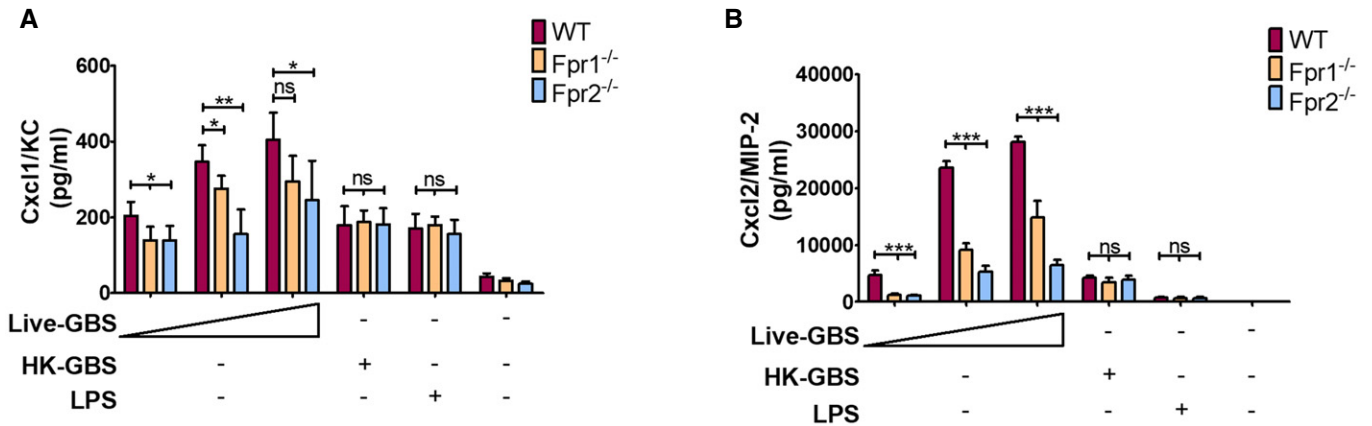 A
WT
Fpr1-/-
Fpr2-/-
Cxcl1/KC
(pg/ml)
600
400
200
0
*
* **
ns *
ns
ns
Live-GBS - - -
HK-GBS - + - -
LPS - - + -
B
WT
Fpr1-/-
Fpr2-/-
Cxcl2/MIP-2
(pg/ml)
40000
30000
20000
10000
0
***
***
***
ns
ns
Live-GBS - - -
HK-GBS - + - -
LPS - - + -